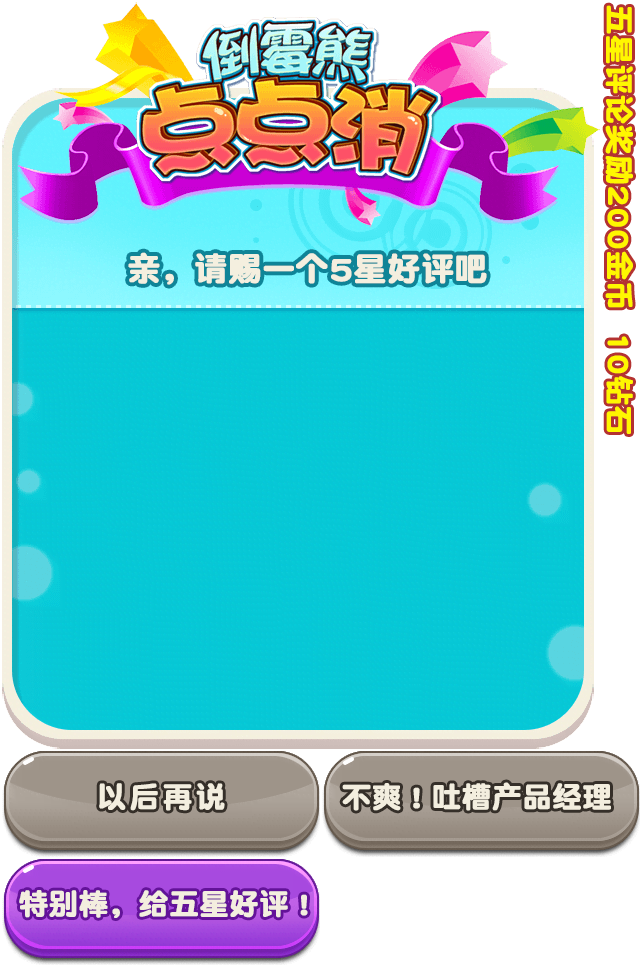 倒霉熊
点点消
亲，请赐一个5星好评吧
五星评论奖励200金币 10钻石
以后再说
不爽！吐槽产品经理
特别棒，给五星好评！